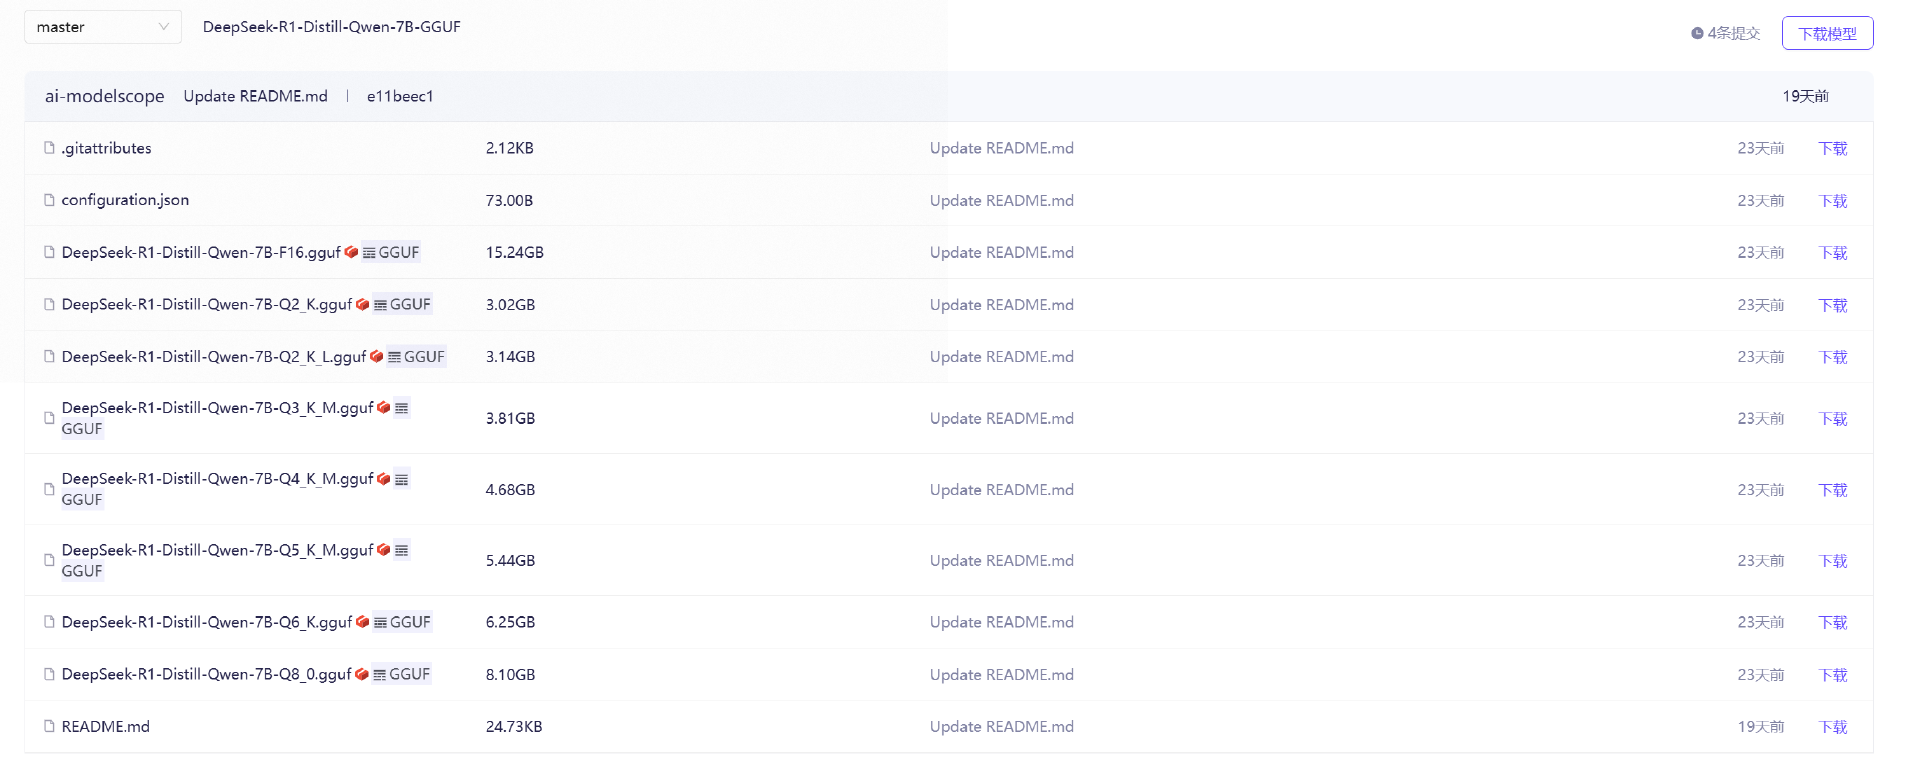 master DeepSeek-R1-Distill-Qwen-7B-GGUF 4条提交 下载模型
ai-modelscope Update README.md | e11beec1 19天前
.gitattributes 2.12KB Update README.md 23天前 下载
configuration.json 73.00B Update README.md 23天前 下载
DeepSeek-R1-Distill-Qwen-7B-F16.gguf GGUF 15.24GB Update README.md 23天前 下载
DeepSeek-R1-Distill-Qwen-7B-Q2_K.gguf GGUF 3.02GB Update README.md 23天前 下载
DeepSeek-R1-Distill-Qwen-7B-Q2_K_L.gguf GGUF 3.14GB Update README.md 23天前 下载
DeepSeek-R1-Distill-Qwen-7B-Q3_K_M.gguf
GGUF 3.81GB Update README.md 23天前 下载
DeepSeek-R1-Distill-Qwen-7B-Q4_K_M.gguf
GGUF 4.68GB Update README.md 23天前 下载
DeepSeek-R1-Distill-Qwen-7B-Q5_K_M.gguf
GGUF 5.44GB Update README.md 23天前 下载
DeepSeek-R1-Distill-Qwen-7B-Q6_K.gguf GGUF 6.25GB Update README.md 23天前 下载
DeepSeek-R1-Distill-Qwen-7B-Q8_0.gguf GGUF 8.10GB Update README.md 23天前 下载
README.md 24.73KB Update README.md 19天前 下载